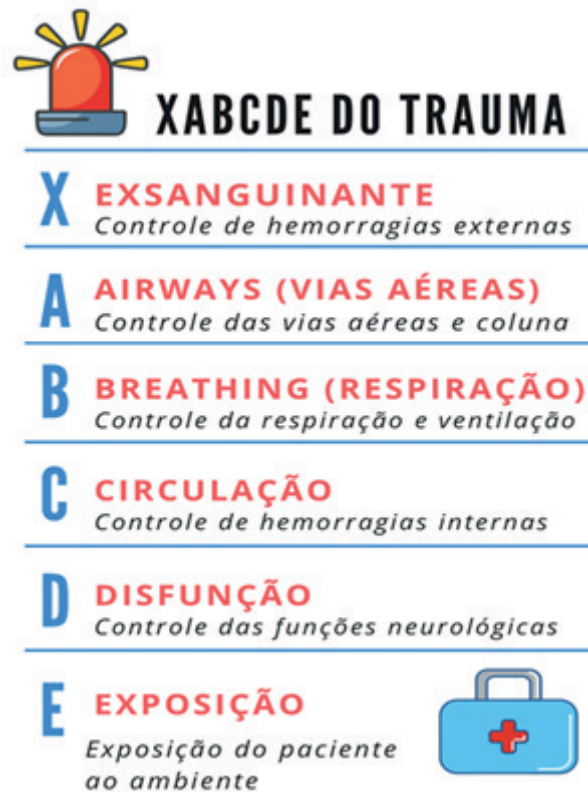 XABCDE DO TRAUMA
X EXSANGUINANTE
Controle de hemorragias externas
A AIRWAYS (VIAS AÉREAS)
Controle das vias aéreas e coluna
B BREATHING (RESPIRAÇÃO)
Controle da respiração e ventilação
C CIRCULAÇÃO
Controle de hemorragias internas
D DISFUNÇÃO
Controle das funções neurológicas
E EXPOSIÇÃO
Exposição do paciente
ao ambiente